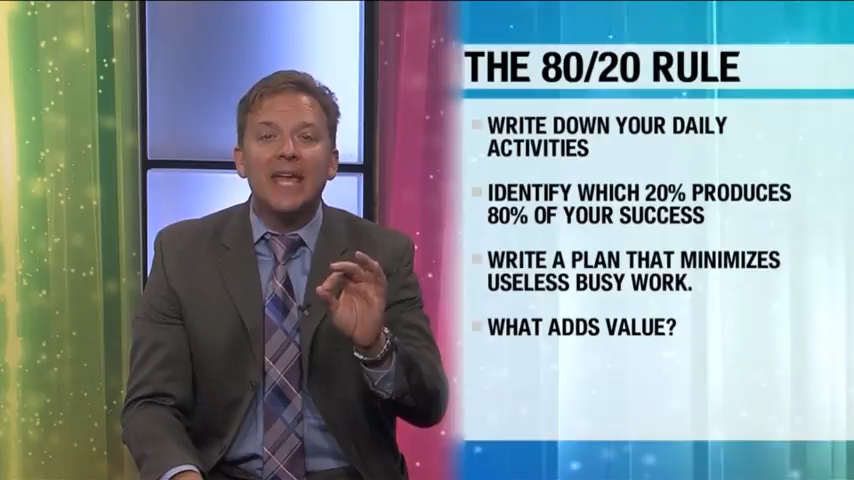 THE 80/20 RULE
WRITE DOWN YOUR DAILY
ACTIVITIES
IDENTIFY WHICH 20% PRODUCES
80% OF YOUR SUCCESS
WRITE A PLAN THAT MINIMIZES
USELESS BUSY WORK.
WHAT ADDS VALUE?